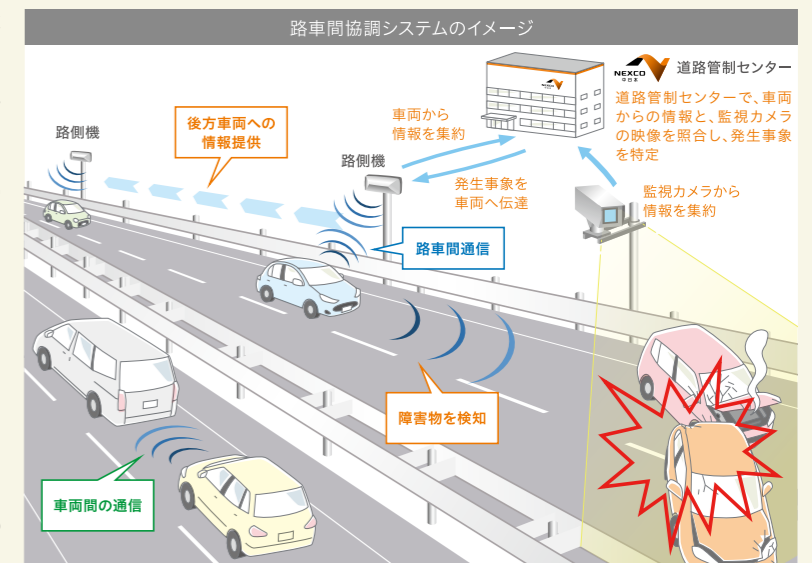 路車間協調システムのイメージ
NEXCO
中日本
道路管制センター
道路管制センターで、車両
からの情報と、監視カメラ
の映像を照合し、発生事象
を特定
車両から
情報を集約
後方車両への
情報提供
路側機
路側機
発生事象を
車両へ伝達
監視カメラから
情報を集約
路車間通信
障害物を検知
車両間の通信